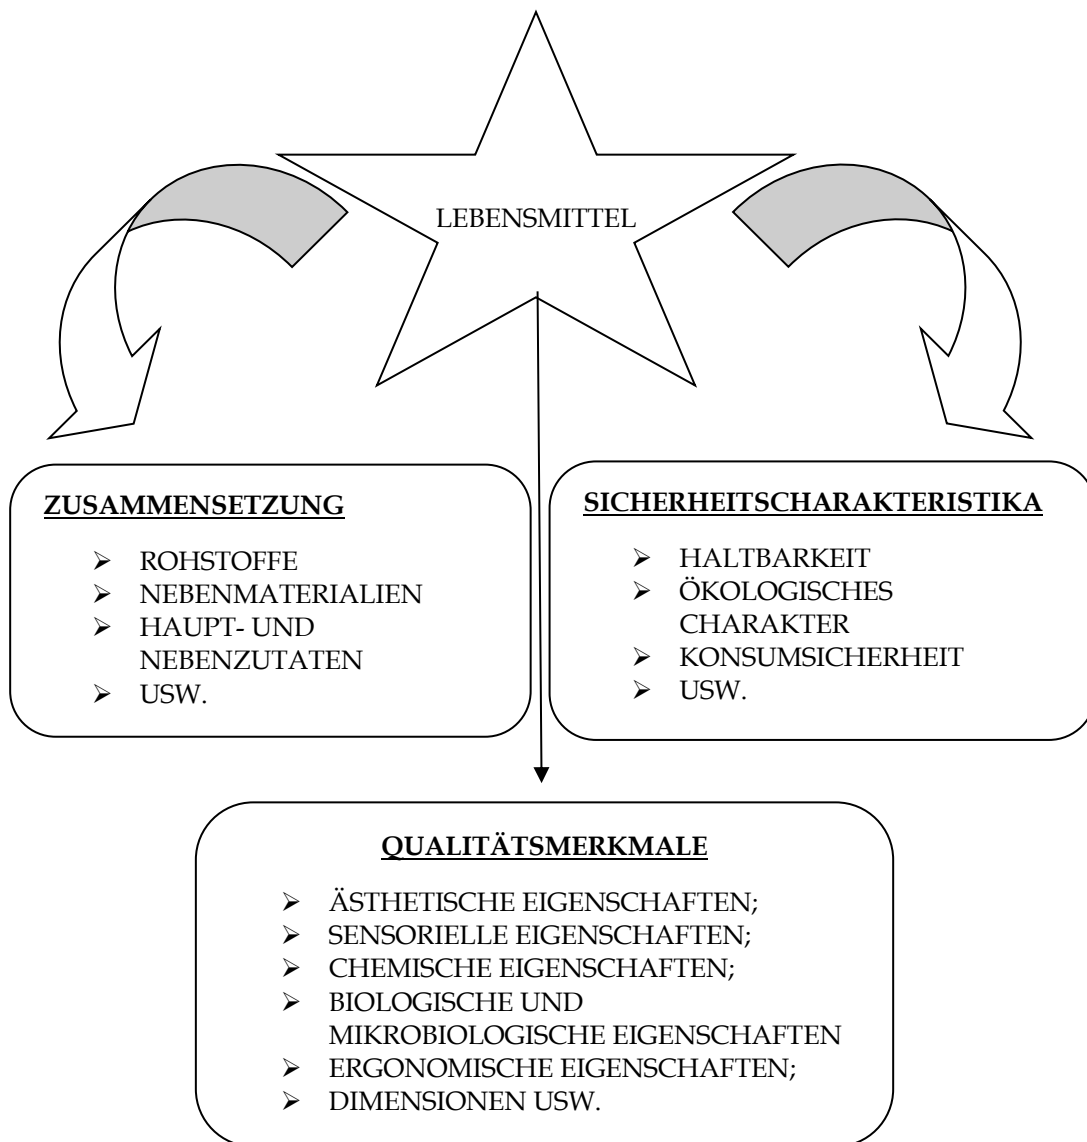 LEBENSMITTEL
ZUSAMMENSETZUNG
➢ ROHSTOFFE
➢ NEBENMATERIALIEN
➢ HAUPT- UND
NEBENZUTATEN
➢ USW.
SICHERHEITSCHARAKTERISTIKA
➢ HALTBARKEIT
➢ ÖKOLOGISCHES
CHARAKTER
➢ KONSUMSICHERHEIT
➢ USW.
QUALITÄTSMERKMALE
➢ ÄSTHETISCHE EIGENSCHAFTEN;
➢ SENSORIELLE EIGENSCHAFTEN;
➢ CHEMISCHE EIGENSCHAFTEN;
➢ BIOLOGISCHE UND
MIKROBIOLOGISCHE EIGENSCHAFTEN
➢ ERGONOMISCHE EIGENSCHAFTEN;
➢ DIMENSIONEN USW.